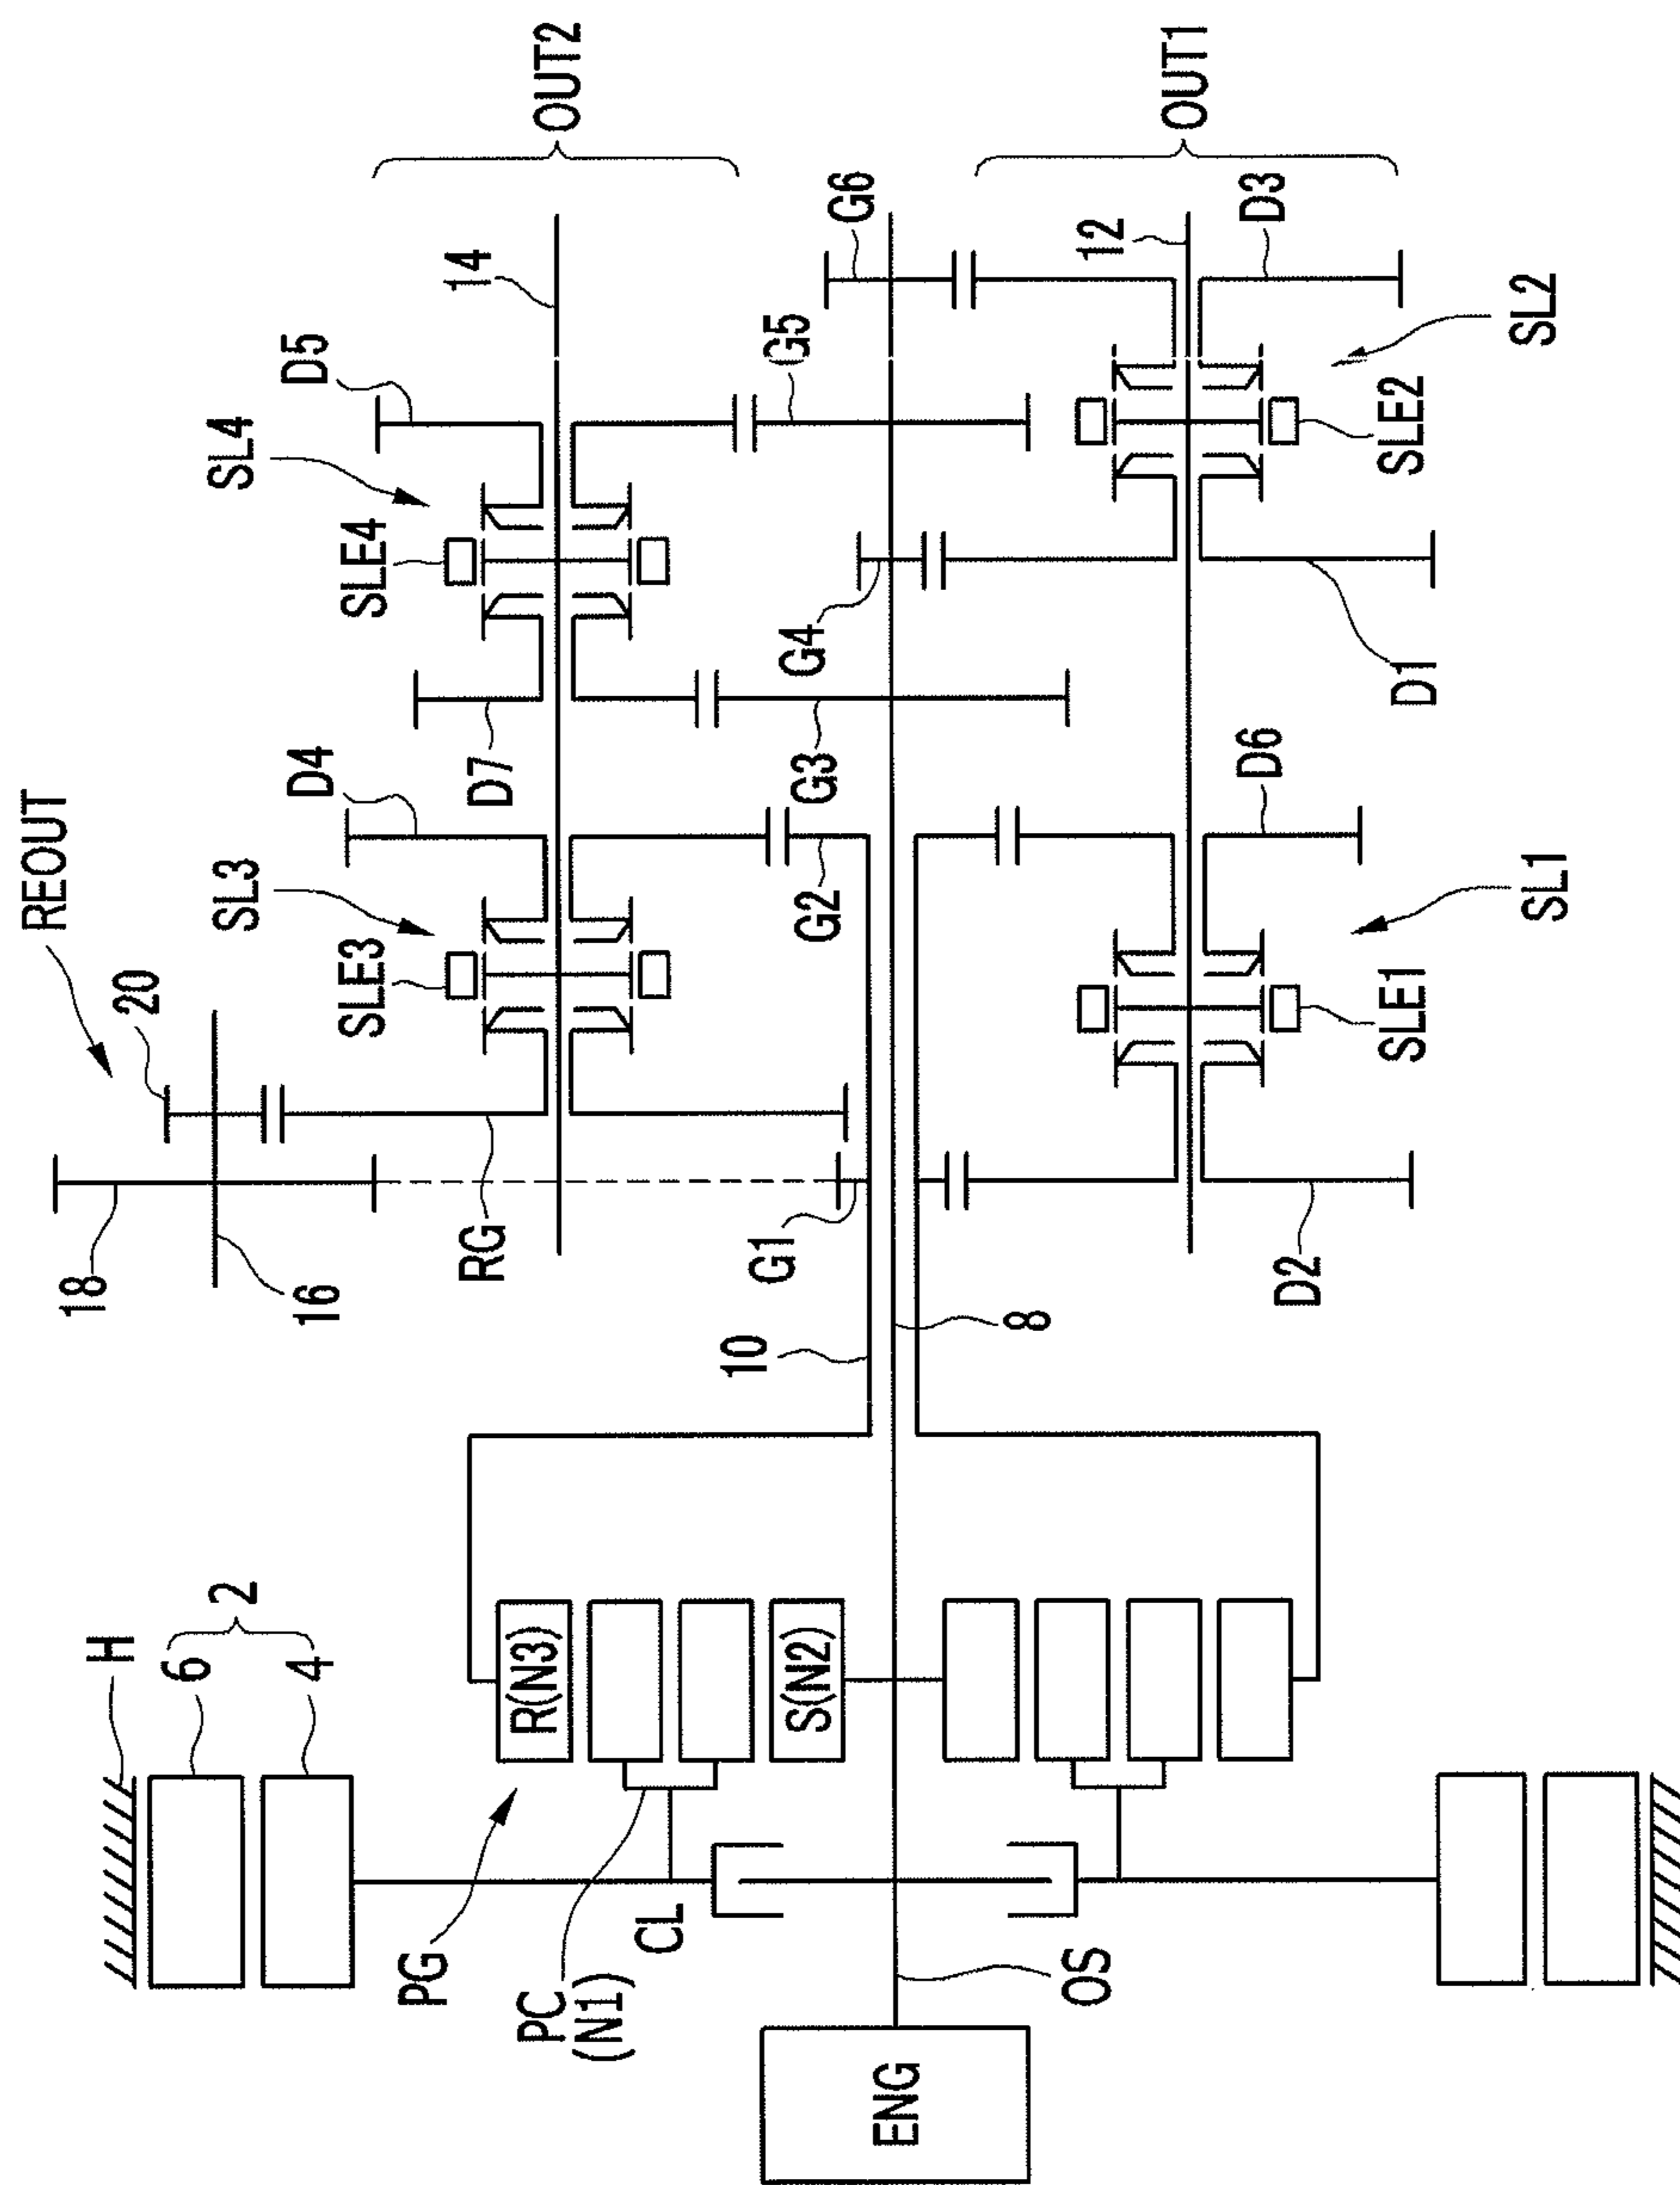 OUT2
OUT1
G6
12
D3
14
SL2
D5
G5
SL4
SLE2
SLE4
G4
D1
D7
G3
D6
D4
REOUT
SL3
G2
SL1
20
SLE3
SLE1
RG
G1
D2
18
16
10
8
2
H
6
4
R(N3)
S(N2)
PG
CL
PC
(N1)
OS
ENG